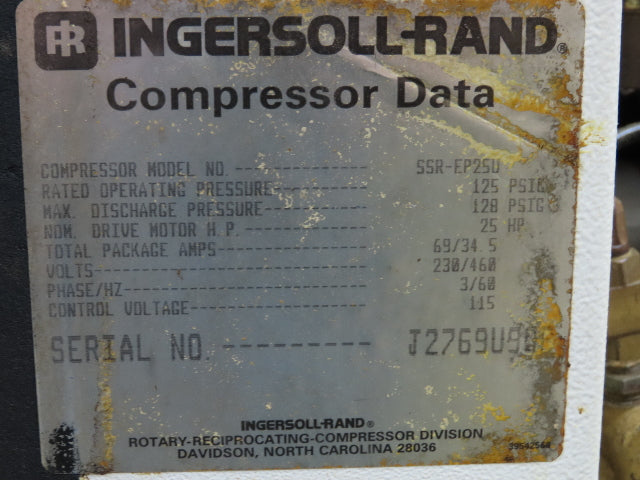 IR INGERSOLL-RAND®
Compressor Data
COMPRESSOR MODEL NO. SSR-EP25U
RATED OPERATING PRESSURE 125 PSIG
MAX. DISCHARGE PRESSURE 128 PSIG
NOM. DRIVE MOTOR H.P. 25 HP
TOTAL PACKAGE AMPS 69/34.5
VOLTS 230/460
PHASE/HZ 3/60
CONTROL VOLTAGE 115
SERIAL NO
INGERSOLL-RAND®
ROTARY-RECIPROCATING-COMPRESSOR DIVISION
DAVIDSON, NORTH CAROLINA 28036